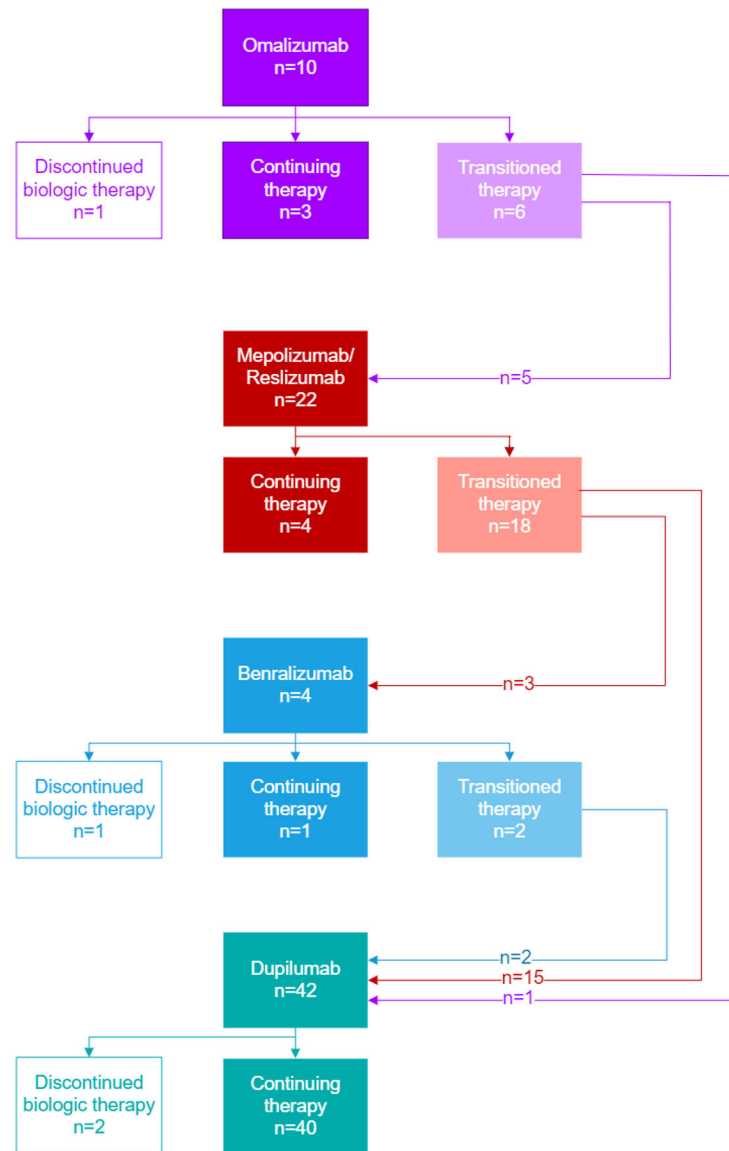 Omalizumab
n=10
Discontinued
biologic therapy
n=1
Continuing
therapy
n=3
Transitioned
therapy
n=6
Mepolizumab/
Reslizumab
n=22
n=5
Continuing
therapy
n=4
Transitioned
therapy
n=18
Benralizumab
n=4
n=3
Discontinued
biologic therapy
n=1
Continuing
therapy
n=1
Transitioned
therapy
n=2
Dupilumab
n=42
n=2
n=15
n=1
Discontinued
biologic therapy
n=2
Continuing
therapy
n=40